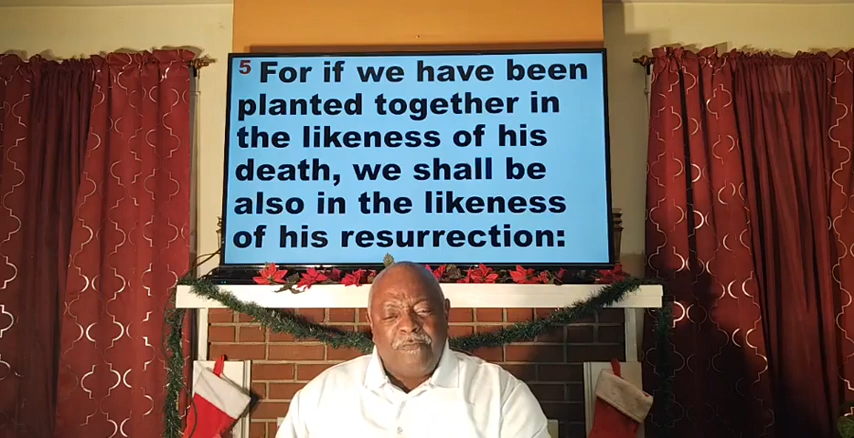 5 For if we have been
planted together in
the likeness of his
death, we shall be
also in the likeness
of his resurrection: